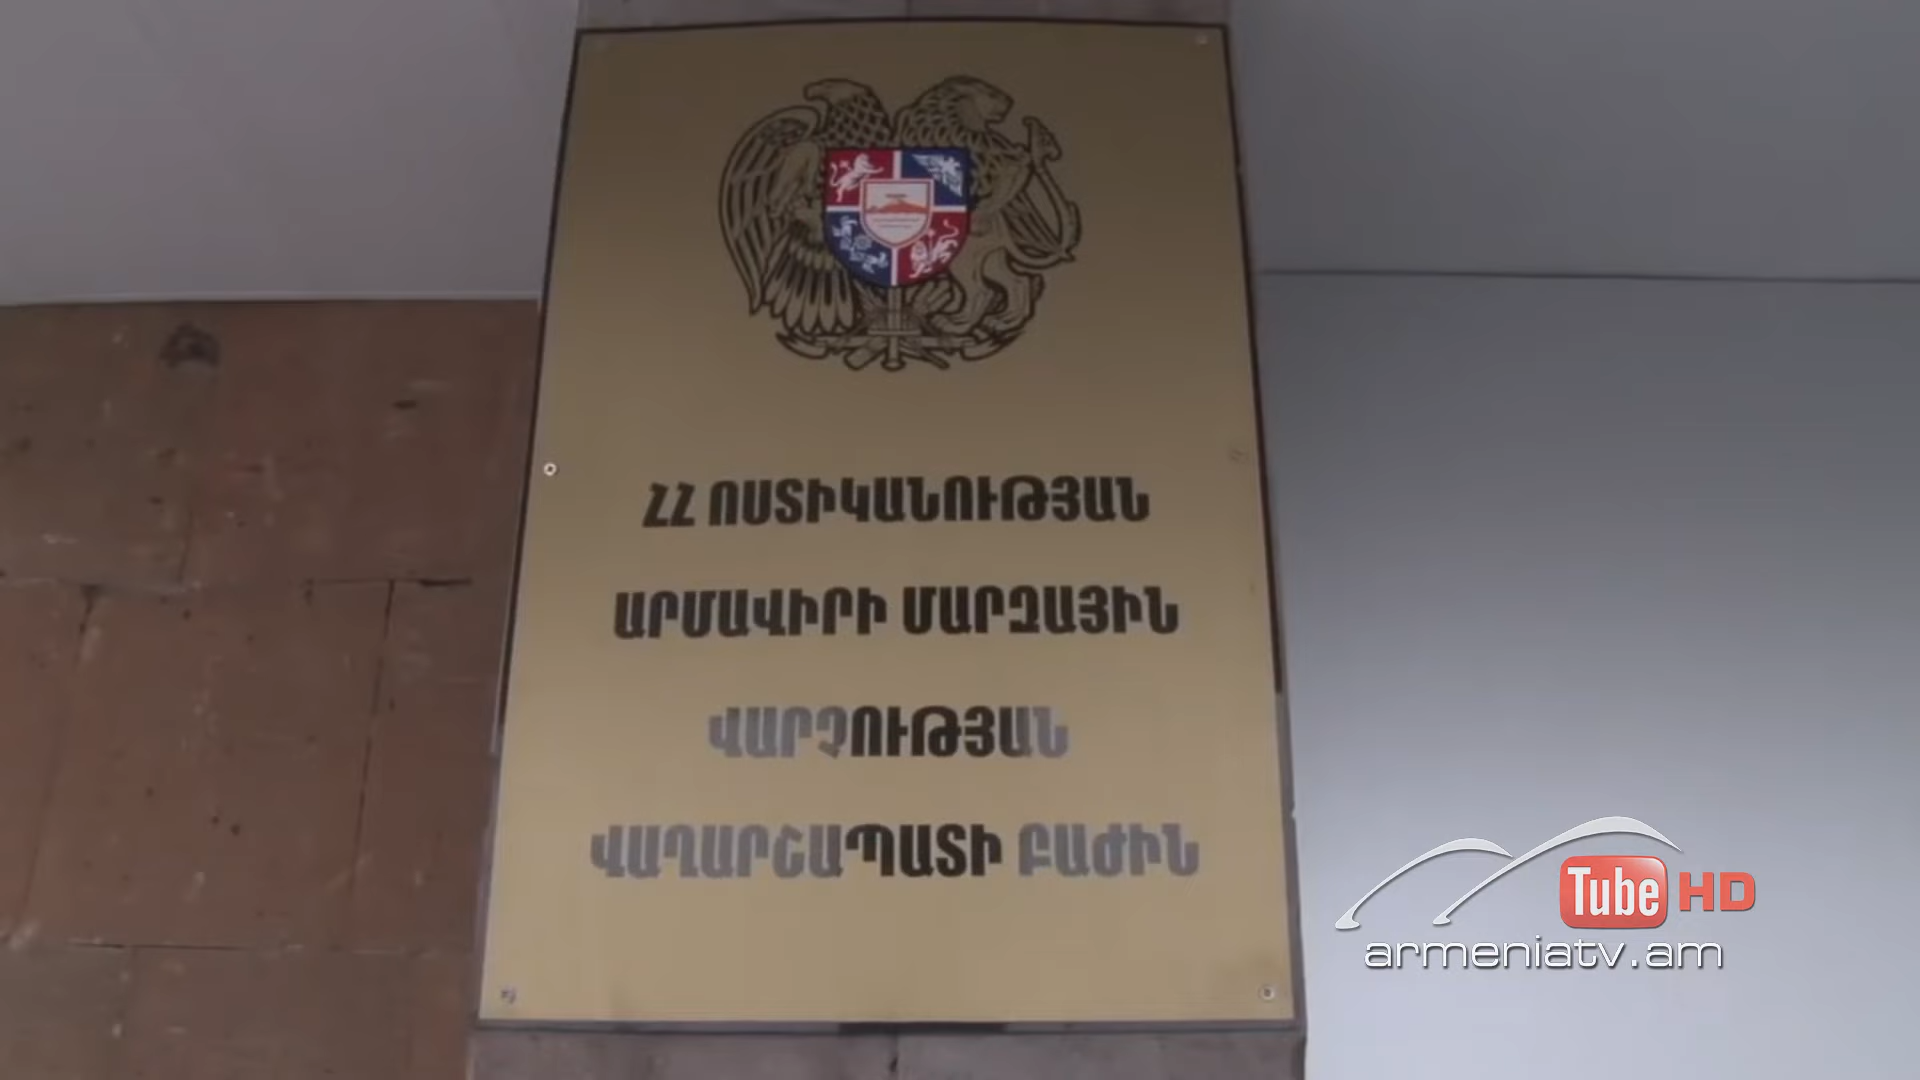 ՀՀ ՈՍՏԻԿԱՆՈՒԹՅԱՆ
ԱՐՄԱՎԻՐԻ ՄԱՐԶԱՅԻՆ
ՎԱՐՉՈՒԹՅԱՆ
ՎԱՂԱՐՇԱՊԱՏԻ ԲԱԺԻՆ
Tube HD
armeniatv.am